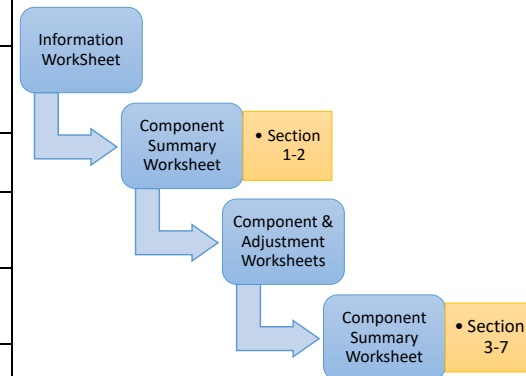 Information
WorkSheet
Component
Summary
Worksheet
• Section
1-2
Component &
Adjustment
Worksheets
Component
Summary
Worksheet
• Section
3-7